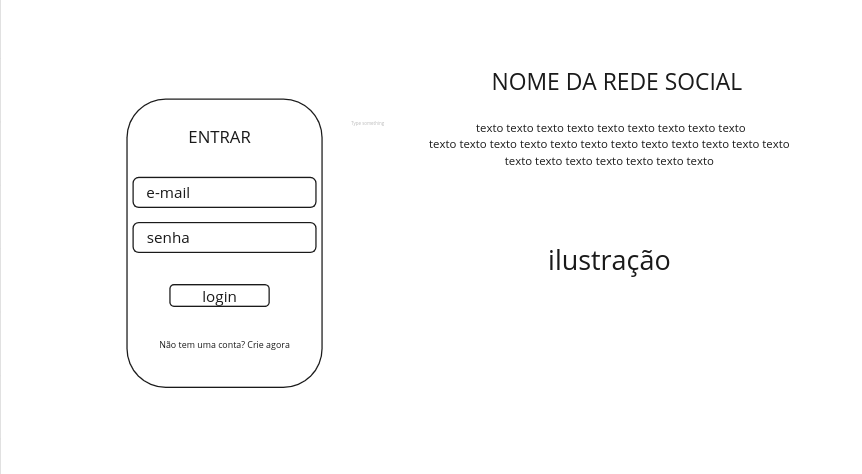 ENTRAR
e-mail
senha
login
Não tem uma conta? Crie agora
Type something
NOME DA REDE SOCIAL
texto texto texto texto texto texto texto texto texto
texto texto texto texto texto texto texto texto texto texto texto texto
texto texto texto texto texto texto texto
ilustração